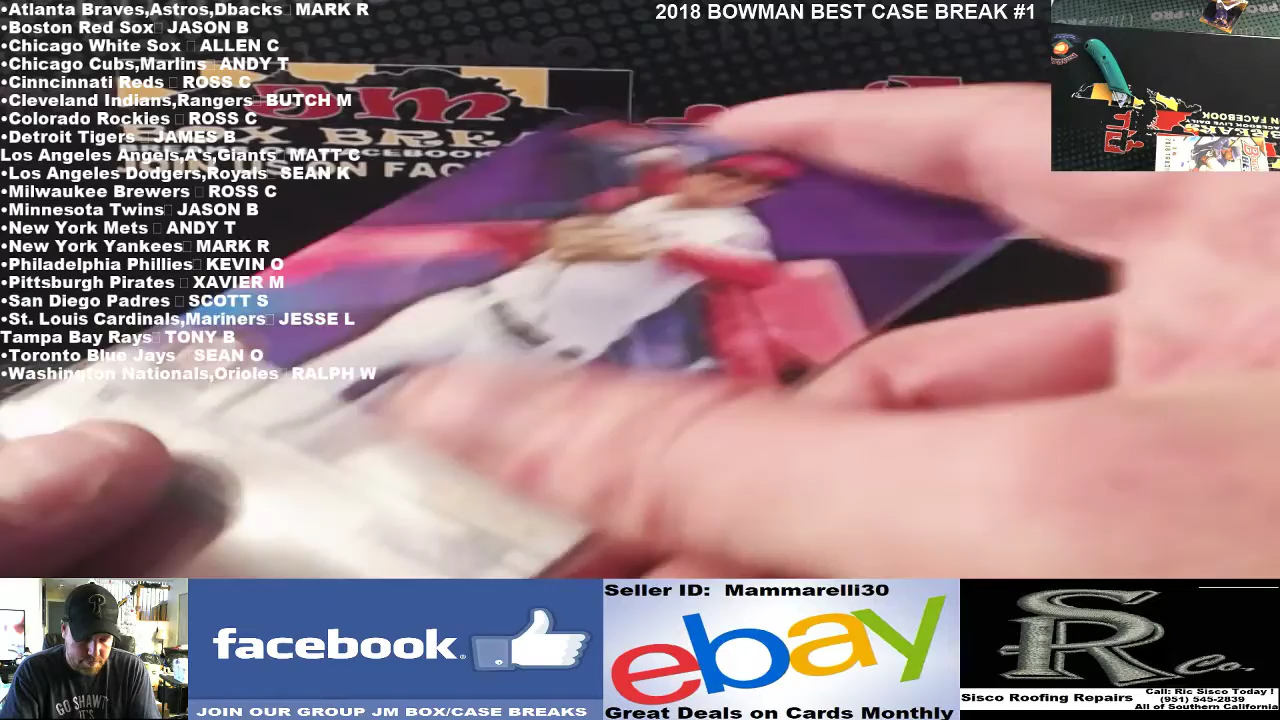 •Atlanta Braves,Astros,Dbacks MARK R
•Boston Red Sox JASON B
•Chicago White Sox ALLEN C
•Chicago Cubs,Marlins ANDY T
•Cinncinati Reds ROSS C
•Cleveland Indians,Rangers BUTCH M
•Colorado Rockies ROSS C
•Detroit Tigers JAMES B
Los Angeles Angels,A's,Giants MATT C
•Los Angeles Dodgers,Royals SEAN K
•Milwaukee Brewers ROSS C
•Minnesota Twins JASON B
•New York Mets ANDY T
•New York Yankees MARK R
•Philadelphia Phillies KEVIN O
•Pittsburgh Pirates XAVIER M
•San Diego Padres SCOTT S
•St. Louis Cardinals,Mariners JESSE L
Tampa Bay Rays TONY B
•Toronto Blue Jays SEAN O
•Washington Nationals,Orioles RALPH W
2018 BOWMAN BEST CASE BREAK #1
facebook
JOIN OUR GROUP JM BOX/CASE BREAKS
Seller ID: Mammarelli30
ebay
Great Deals on Cards Monthly
SR Co.
Sisco Roofing Repairs
Call: Ric Sisco Today !
(951) 545-2839
All of Southern California